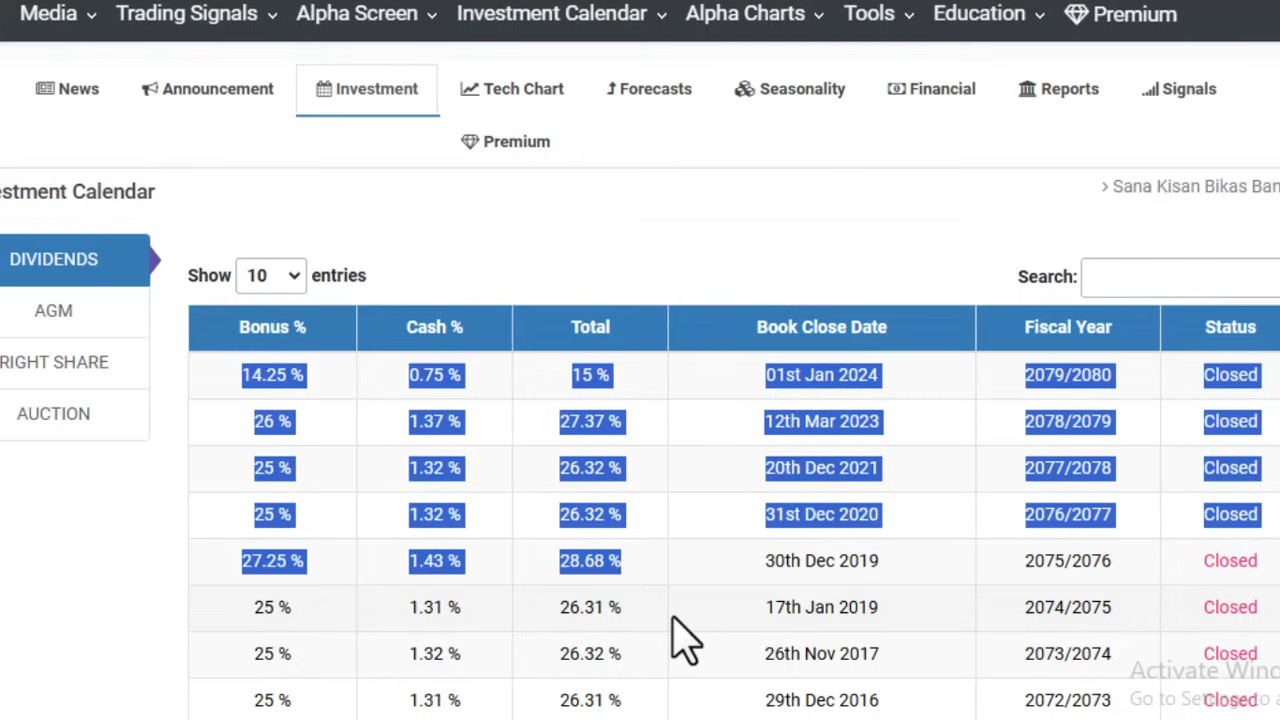 Media Trading Signals Alpha Screen Investment Calendar Alpha Charts Tools Education Premium
News Announcement Investment Tech Chart Forecasts Seasonality Financial Reports Signals
Premium
estment Calendar
Sana Kisan Bikas Ban
DIVIDENDS
AGM
RIGHT SHARE
AUCTION
Show 10 entries Search:
Bonus % Cash % Total Book Close Date Fiscal Year Status
14.25 % 0.75 % 15 % 01st Jan 2024 2079/2080 Closed
26 % 1.37 % 27.37 % 12th Mar 2023 2078/2079 Closed
25 % 1.32 % 26.32 % 20th Dec 2021 2077/2078 Closed
25 % 1.32 % 26.32 % 31st Dec 2020 2076/2077 Closed
27.25 % 1.43 % 28.68 % 30th Dec 2019 2075/2076 Closed
25 % 1.31 % 26.31 % 17th Jan 2019 2074/2075 Closed
25 % 1.32 % 26.32 % 26th Nov 2017 2073/2074 Closed
Activate Wind
25 % 1.31 % 26.31 % 29th Dec 2016 2072/2073 Closed
Go to